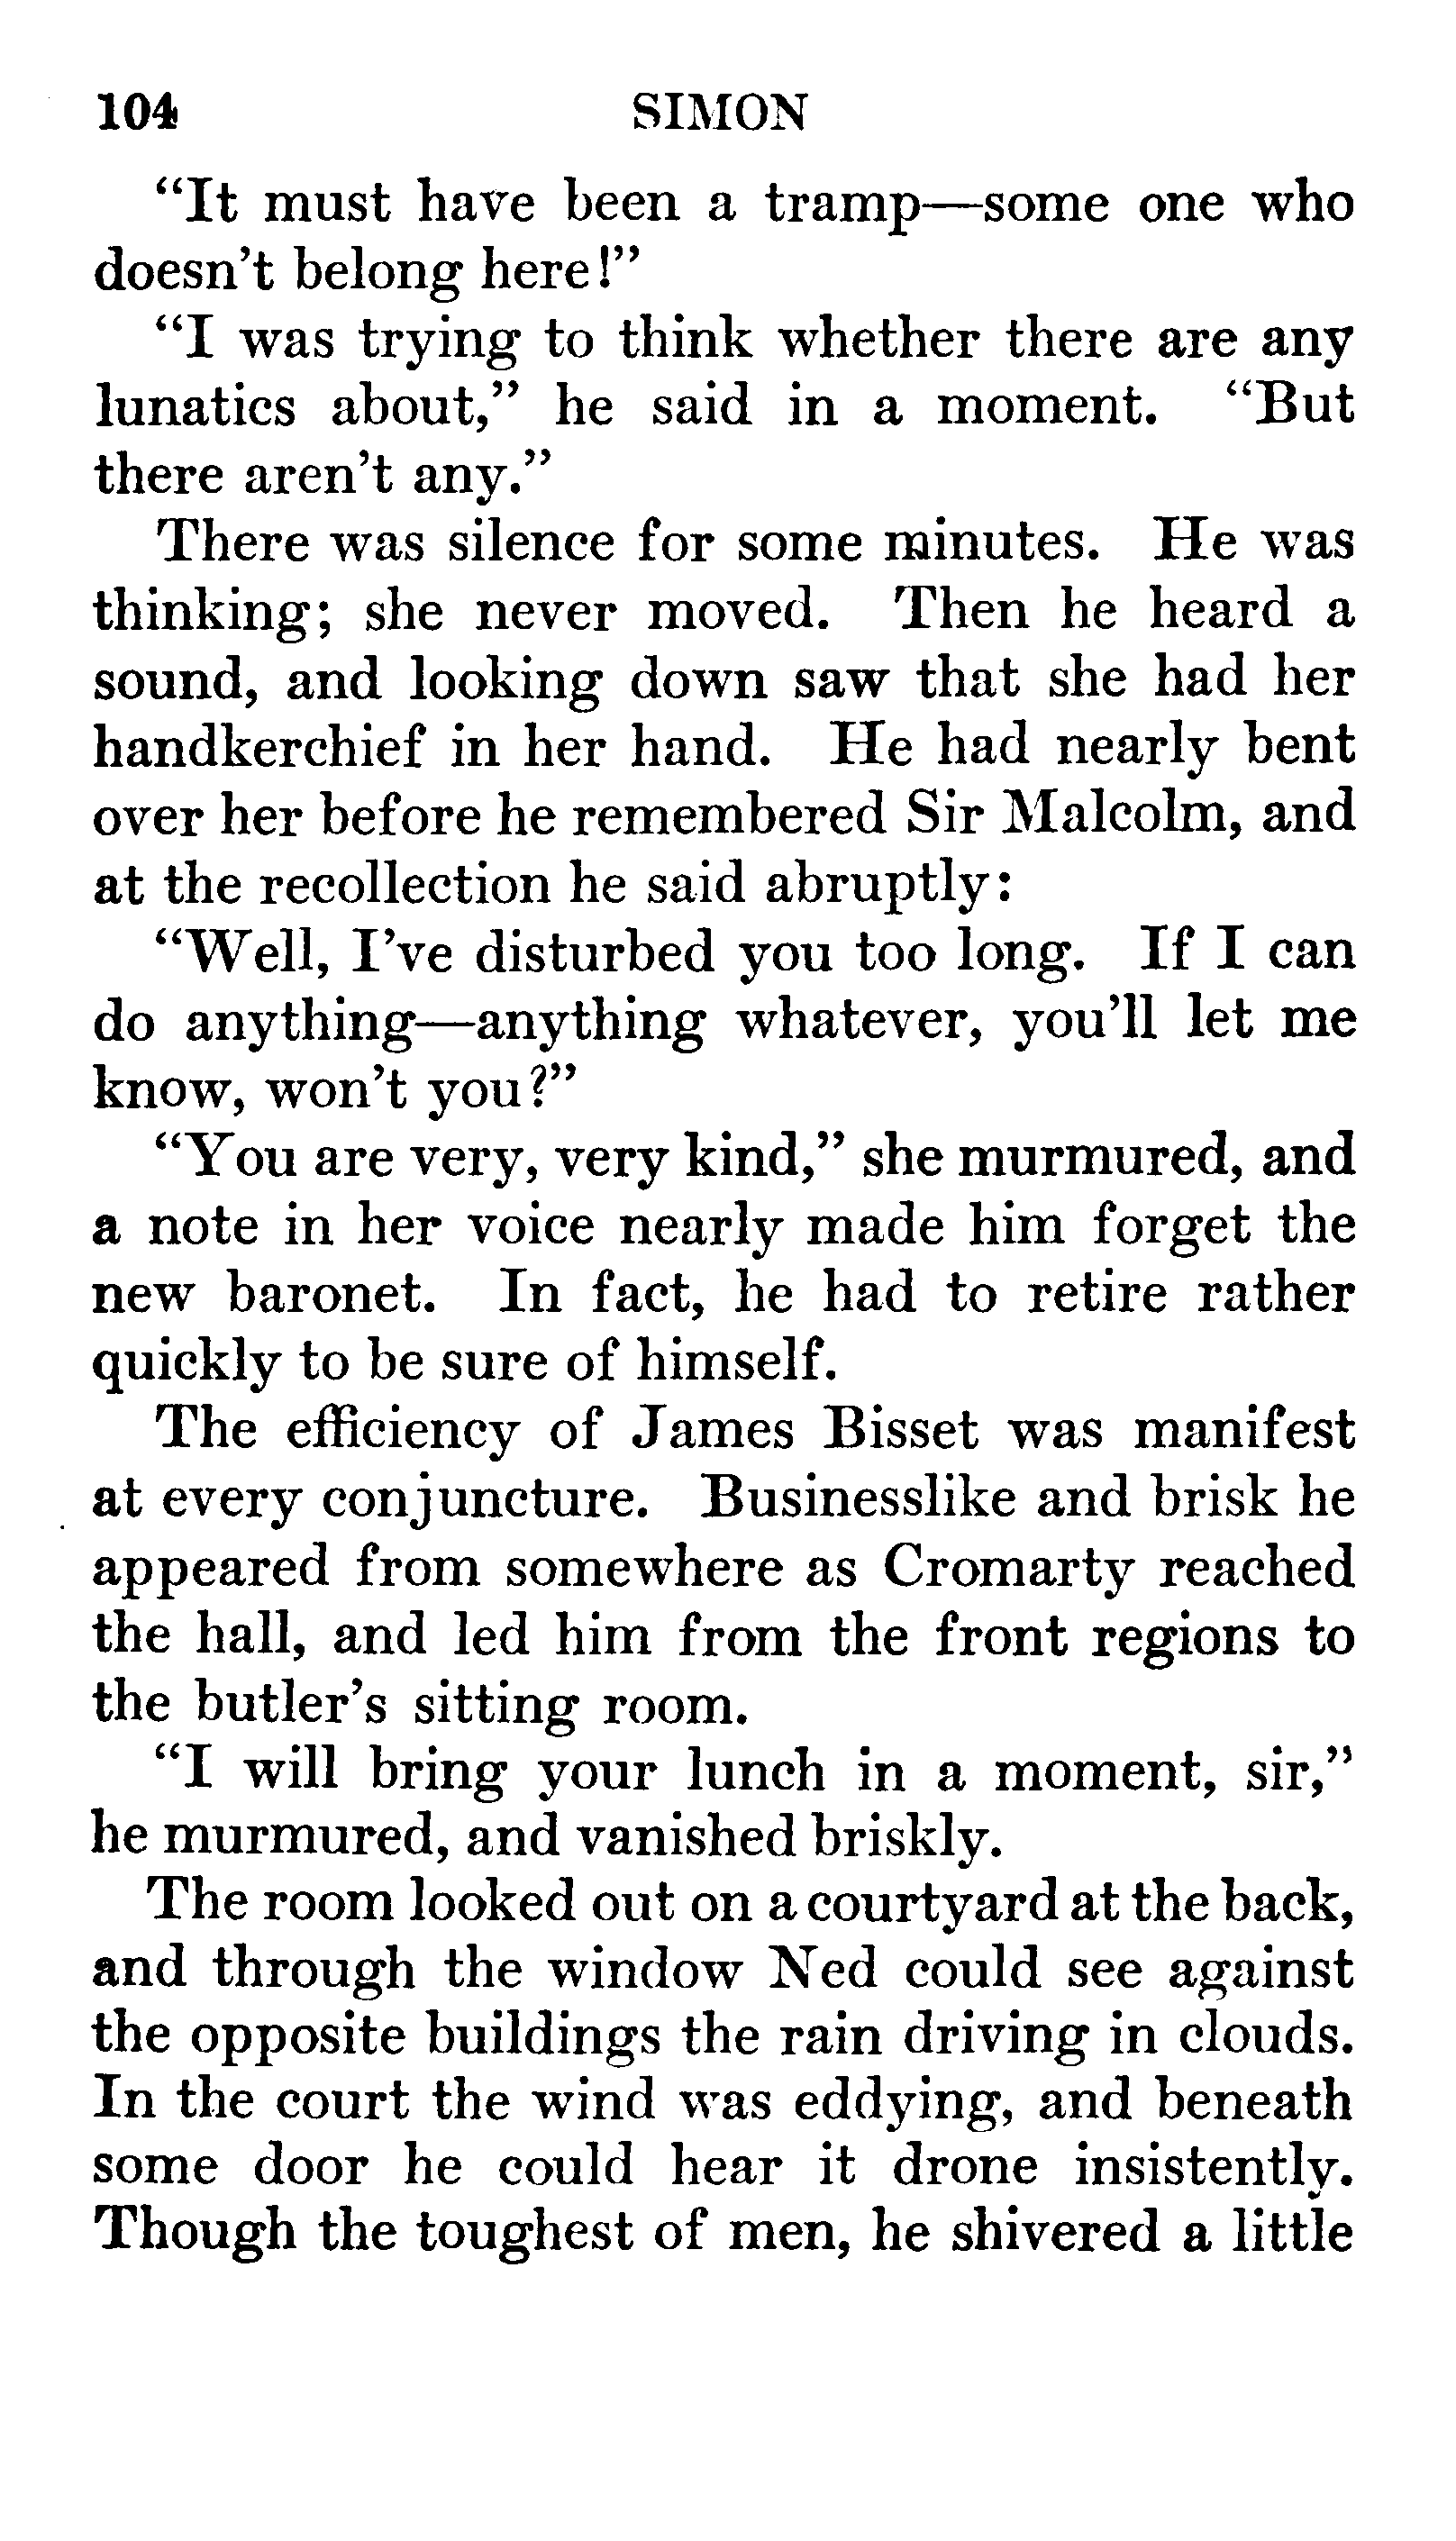 104 SIMON
“It must have been a tramp—some one who
doesn't belong here!”
“I was trying to think whether there are any
lunatics about,” he said in a moment. “But
there aren't any.”
There was silence for some minutes. He was
thinking; she never moved. Then he heard a
sound, and looking down saw that she had her
handkerchief in her hand. He had nearly bent
over her before he remembered Sir Malcolm, and
at the recollection he said abruptly:
“Well, I've disturbed you too long. If I can
do anything—anything whatever, you'll let me
know, won't you?”
“You are very, very kind,” she murmured, and
a note in her voice nearly made him forget the
new baronet. In fact, he had to retire rather
quickly to be sure of himself.
The efficiency of James Bisset was manifest
at every conjuncture. Businesslike and brisk he
appeared from somewhere as Cromarty reached
the hall, and led him from the front regions to
the butler's sitting room.
“I will bring your lunch in a moment, sir,”
he murmured, and vanished briskly.
The room looked out on a courtyard at the back,
and through the window Ned could see against
the opposite buildings the rain driving in clouds.
In the court the wind was eddying, and beneath
some door he could hear it drone insistently.
Though the toughest of men, he shivered a little